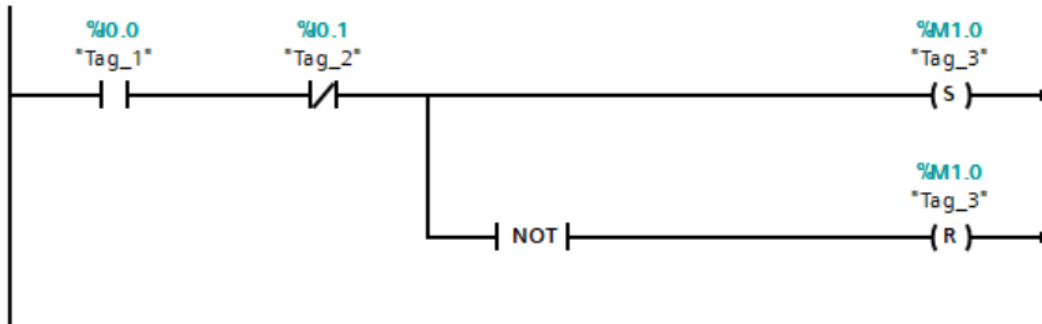 %I0.0
"Tag_1"
%I0.1
"Tag_2"
%M1.0
"Tag_3"
S
%M1.0
"Tag_3"
NOT
R